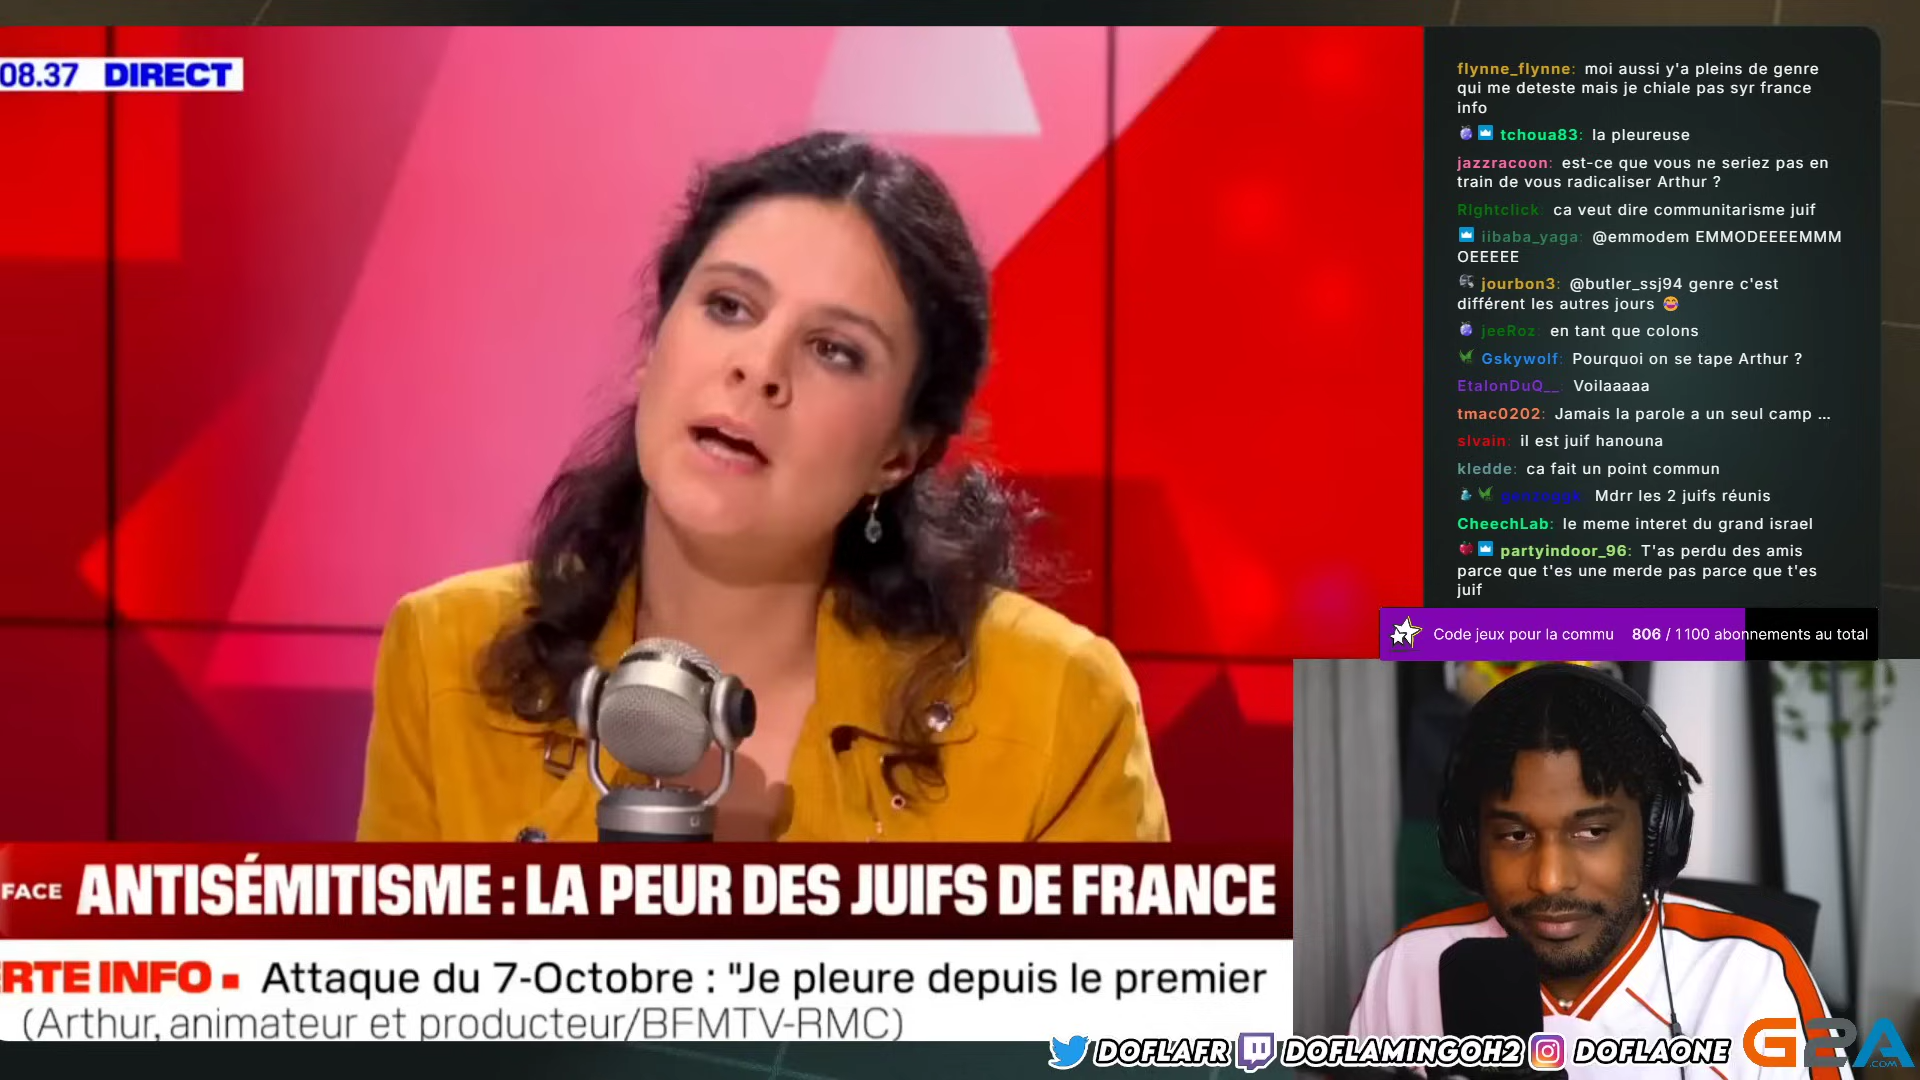 08.37 DIRECT
flynne_flynne: moi aussi y'a pleins de genre
qui me deteste mais je chiale pas syr france
info
tchoua83: la pleureuse
jazzracoon: est-ce que vous ne seriez pas en
train de vous radicaliser Arthur ?
RIghtclick: ca veut dire communitarisme juif
iibaba_yaga: @emmodem EMMODEEEEMMM
OEEEEE
jourbon3: @butler_ssj94 genre c'est
différent les autres jours 😂
jeeRoz: en tant que colons
Gskywolf: Pourquoi on se tape Arthur ?
EtalonDuQ__: Voilaaaaa
tmac0202: Jamais la parole a un seul camp ...
slvain: il est juif hanouna
kledde: ca fait un point commun
Mdrr les 2 juifs réunis
CheechLab: le meme interet du grand israel
partyindoor_96: T'as perdu des amis
parce que t'es une merde pas parce que t'es
juif
Code jeux pour la commu 806 / 1100 abonnements au total
FACE ANTISÉMITISME : LA PEUR DES JUIFS DE FRANCE
RTE INFO ▪ Attaque du 7-Octobre : "Je pleure depuis le premier
(Arthur, animateur et producteur/BFMTV-RMC)
DOFLAFR DOFLAMINGOH2 DOFLAONE G2A
.COM